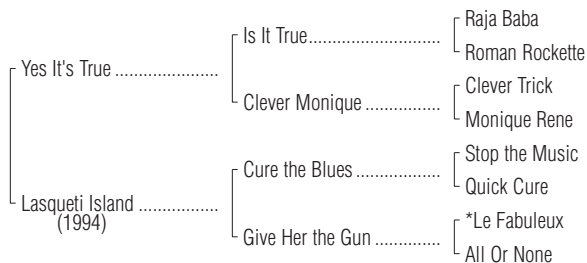 Raja Baba
Is It True
Roman Rockette
Yes It's True
Clever Trick
Clever Monique
Monique Rene
Stop the Music
Cure the Blues
Quick Cure
Lasqueti Island
(1994)
*Le Fabuleux
Give Her the Gun
All Or None